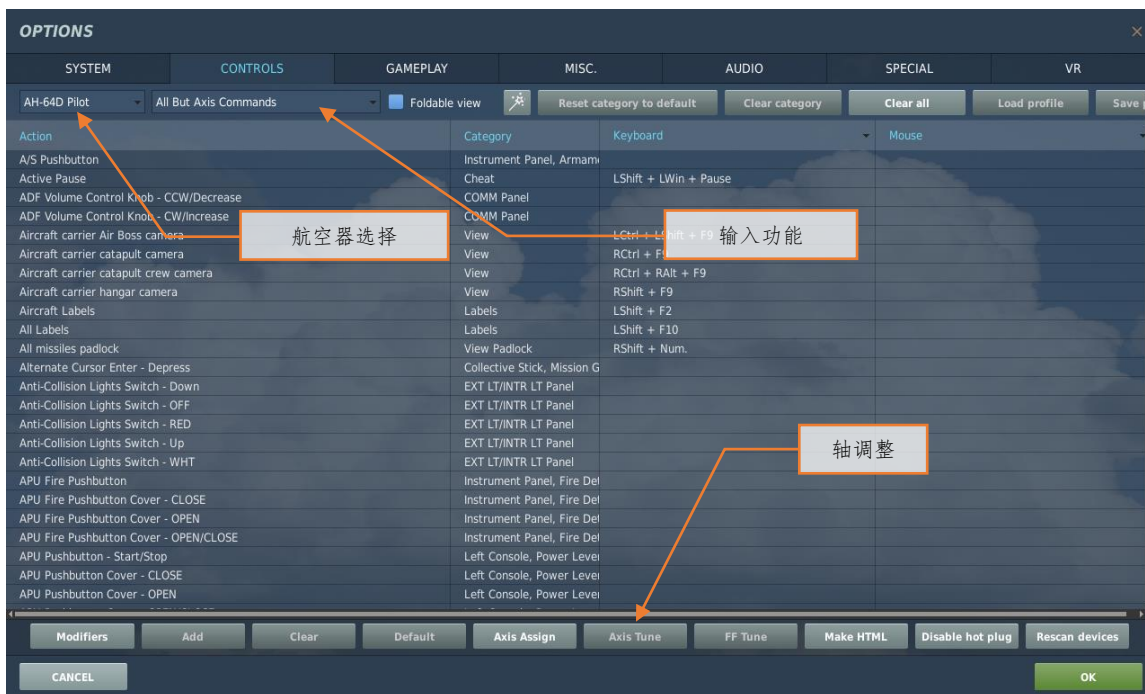 OPTIONS
SYSTEM CONTROLS GAMEPLAY MISC. AUDIO SPECIAL VR
AH-64D Pilot All But Axis Commands Foldable view Reset category to default Clear category Clear all Load profile Save
Action Category Keyboard Mouse
A/S Pushbutton Instrument Panel, Armam
Active Pause Cheat LShift + LWin + Pause
ADF Volume Control Knob - CCW/Decrease COMM Panel
ADF Volume Control Knob - CW/Increase COMM Panel
Aircraft carrier Air Boss camera View LCtrl + LShift + F9
航空器选择 输入功能
Aircraft carrier catapult camera View RCtrl + F9
Aircraft carrier catapult crew camera View RCtrl + RAlt + F9
Aircraft carrier hangar camera View RShift + F9
Aircraft Labels Labels LShift + F2
All Labels Labels LShift + F10
All missiles padlock View Padlock RShift + Num.
Alternate Cursor Enter - Depress Collective Stick, Mission G
Anti-Collision Lights Switch - Down EXT LT/INTR LT Panel
Anti-Collision Lights Switch - OFF EXT LT/INTR LT Panel
Anti-Collision Lights Switch - RED EXT LT/INTR LT Panel
Anti-Collision Lights Switch - Up EXT LT/INTR LT Panel
轴调整
Anti-Collision Lights Switch - WHT EXT LT/INTR LT Panel
APU Fire Pushbutton Instrument Panel, Fire Det
APU Fire Pushbutton Cover - CLOSE Instrument Panel, Fire Det
APU Fire Pushbutton Cover - OPEN Instrument Panel, Fire Det
APU Fire Pushbutton Cover - OPEN/CLOSE Instrument Panel, Fire Det
APU Pushbutton - Start/Stop Left Console, Power Lever
APU Pushbutton Cover - CLOSE Left Console, Power Lever
APU Pushbutton Cover - OPEN Left Console, Power Lever
Modifiers Add Clear Default Axis Assign Axis Tune FF Tune Make HTML Disable hot plug Rescan devices
CANCEL OK